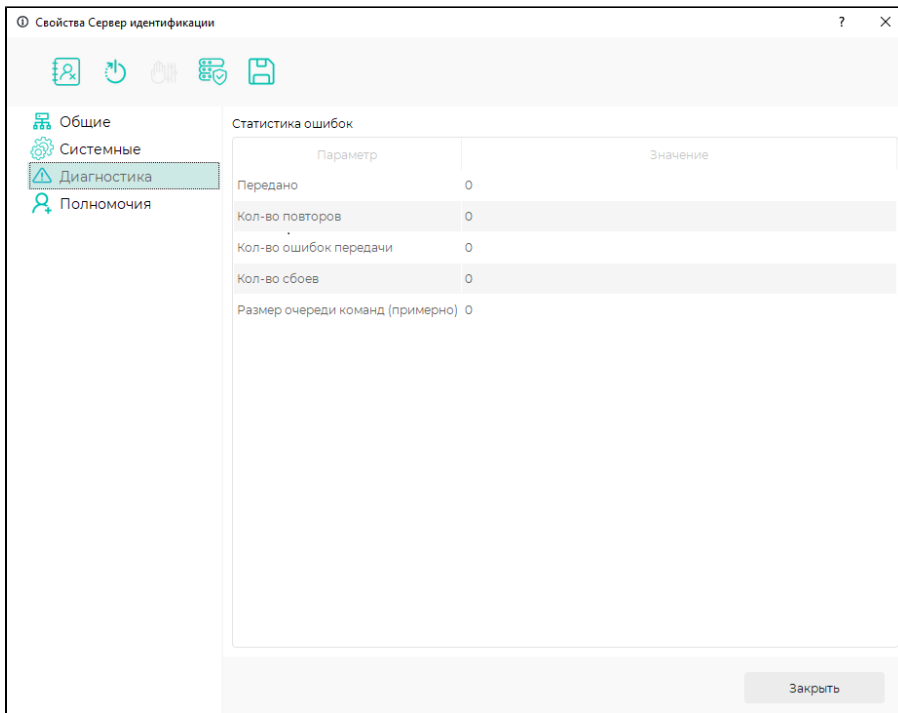 Свойства Сервер идентификации
?
Общие
Системные
Диагностика
Полномочия
Статистика ошибок
Параметр Значение
Передано 0
Кол-во повторов 0
Кол-во ошибок передачи 0
Кол-во сбоев 0
Размер очереди команд (примерно) 0
Закрыть